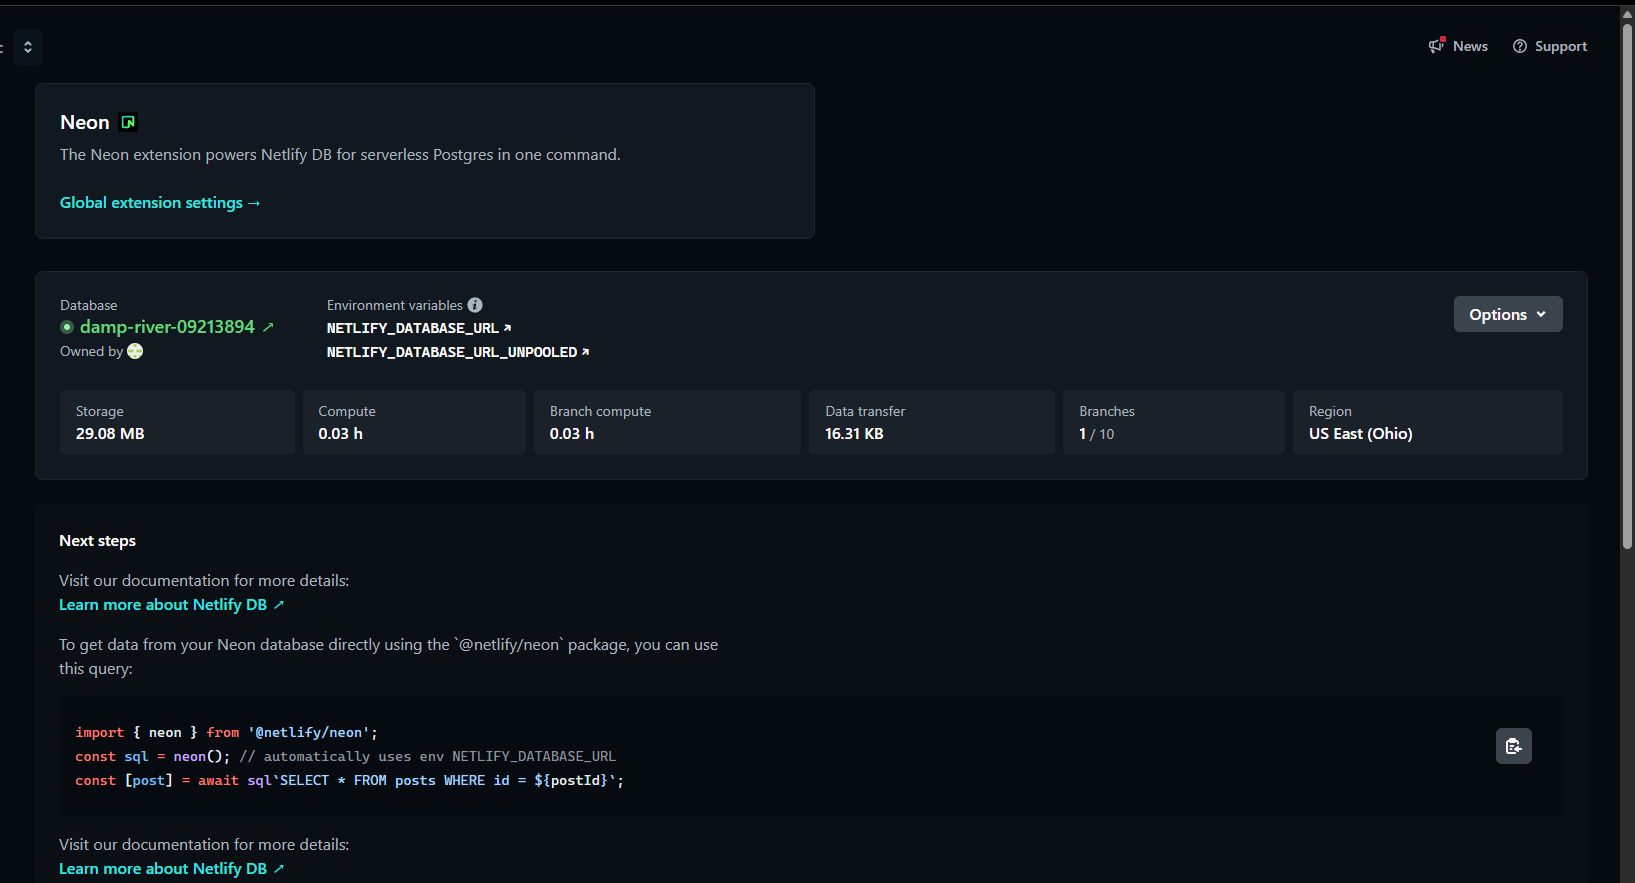 News
Support
Neon
The Neon extension powers Netlify DB for serverless Postgres in one command.
Global extension settings →
Database
damp-river-09213894 ↗
Owned by
Environment variables
NETLIFY_DATABASE_URL ↗
NETLIFY_DATABASE_URL_UNPOOLED ↗
Options
Storage
29.08 MB
Compute
0.03 h
Branch compute
0.03 h
Data transfer
16.31 KB
Branches
1 / 10
Region
US East (Ohio)
Next steps
Visit our documentation for more details:
Learn more about Netlify DB ↗
To get data from your Neon database directly using the `@netlify/neon` package, you can use
this query:
import { neon } from '@netlify/neon';
const sql = neon(); // automatically uses env NETLIFY_DATABASE_URL
const [post] = await sql`SELECT * FROM posts WHERE id = ${postId}`;
Visit our documentation for more details:
Learn more about Netlify DB ↗